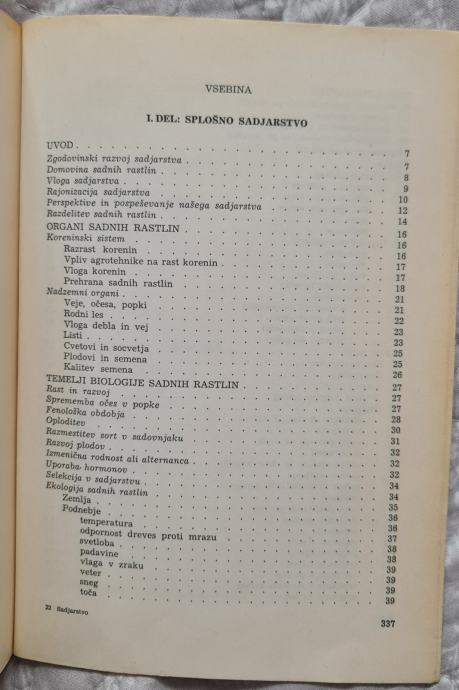 VSEBINA
I. DEL: SPLOŠNO SADJARSTVO
UVOD . . . . . . . . . . 7
Zgodovinski razvoj sadjarstva . . . . . . . . . . 7
Domovina sadnih rastlin . . . . . . . . . . 8
Vloga sadjarstva . . . . . . . . . . 9
Rajonizacija sadjarstva . . . . . . . . . . 10
Perspektive in pospeševanje našega sadjarstva . . . . . . . . . . 12
Razdelitev sadnih rastlin . . . . . . . . . . 14
ORGANI SADNIH RASTLIN . . . . . . . . . . 16
Koreninski sistem . . . . . . . . . . 16
Razrast korenin . . . . . . . . . . 16
Vpliv agrotehnike na rast korenin . . . . . . . . . . 17
Vloga korenin . . . . . . . . . . 17
Prehrana sadnih rastlin . . . . . . . . . . 18
Nadzemni organi . . . . . . . . . . 21
Veje, očesa, popki . . . . . . . . . . 21
Rodni les . . . . . . . . . . 22
Vloga debla in vej . . . . . . . . . . 23
Listi . . . . . . . . . . 23
Cvetovi in socvetja . . . . . . . . . . 25
Plodovi in semena . . . . . . . . . . 25
Kalitev semena . . . . . . . . . . 26
TEMELJI BIOLOGIJE SADNIH RASTLIN . . . . . . . . . . 27
Rast in razvoj . . . . . . . . . . 27
Sprememba očes v popke . . . . . . . . . . 27
Fenološka obdobja . . . . . . . . . . 28
Oploditev . . . . . . . . . . 30
Razmestitev sort v sadovnjaku . . . . . . . . . . 31
Razvoj plodov . . . . . . . . . . 32
Izmenična rodnost ali alternanca . . . . . . . . . . 32
Uporaba hormonov . . . . . . . . . . 32
Selekcija v sadjarstvu . . . . . . . . . . 34
Ekologija sadnih rastlin . . . . . . . . . . 34
Zemlja . . . . . . . . . . 35
Podnebje . . . . . . . . . . 36
temperatura . . . . . . . . . . 36
odpornost dreves proti mrazu . . . . . . . . . . 37
svetloba . . . . . . . . . . 38
padavine . . . . . . . . . . 38
vlaga v zraku . . . . . . . . . . 39
veter . . . . . . . . . . 39
sneg . . . . . . . . . . 39
toča . . . . . . . . . . 39
22 Sadjarstvo
337